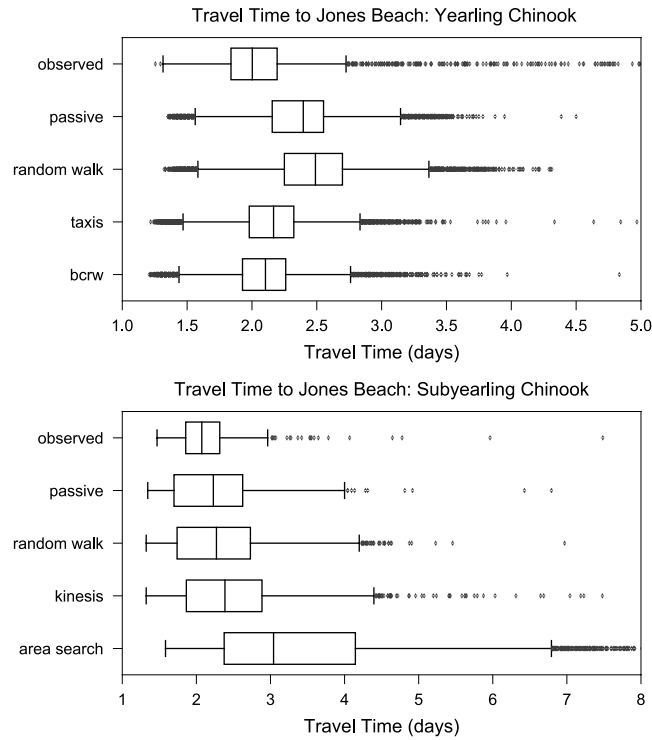 Travel Time to Jones Beach: Yearling Chinook
observed
passive
random walk
taxis
bcrw
1.0 1.5 2.0 2.5 3.0 3.5 4.0 4.5 5.0
Travel Time (days)
Travel Time to Jones Beach: Subyearling Chinook
observed
passive
random walk
kinesis
area search
1 2 3 4 5 6 7 8
Travel Time (days)